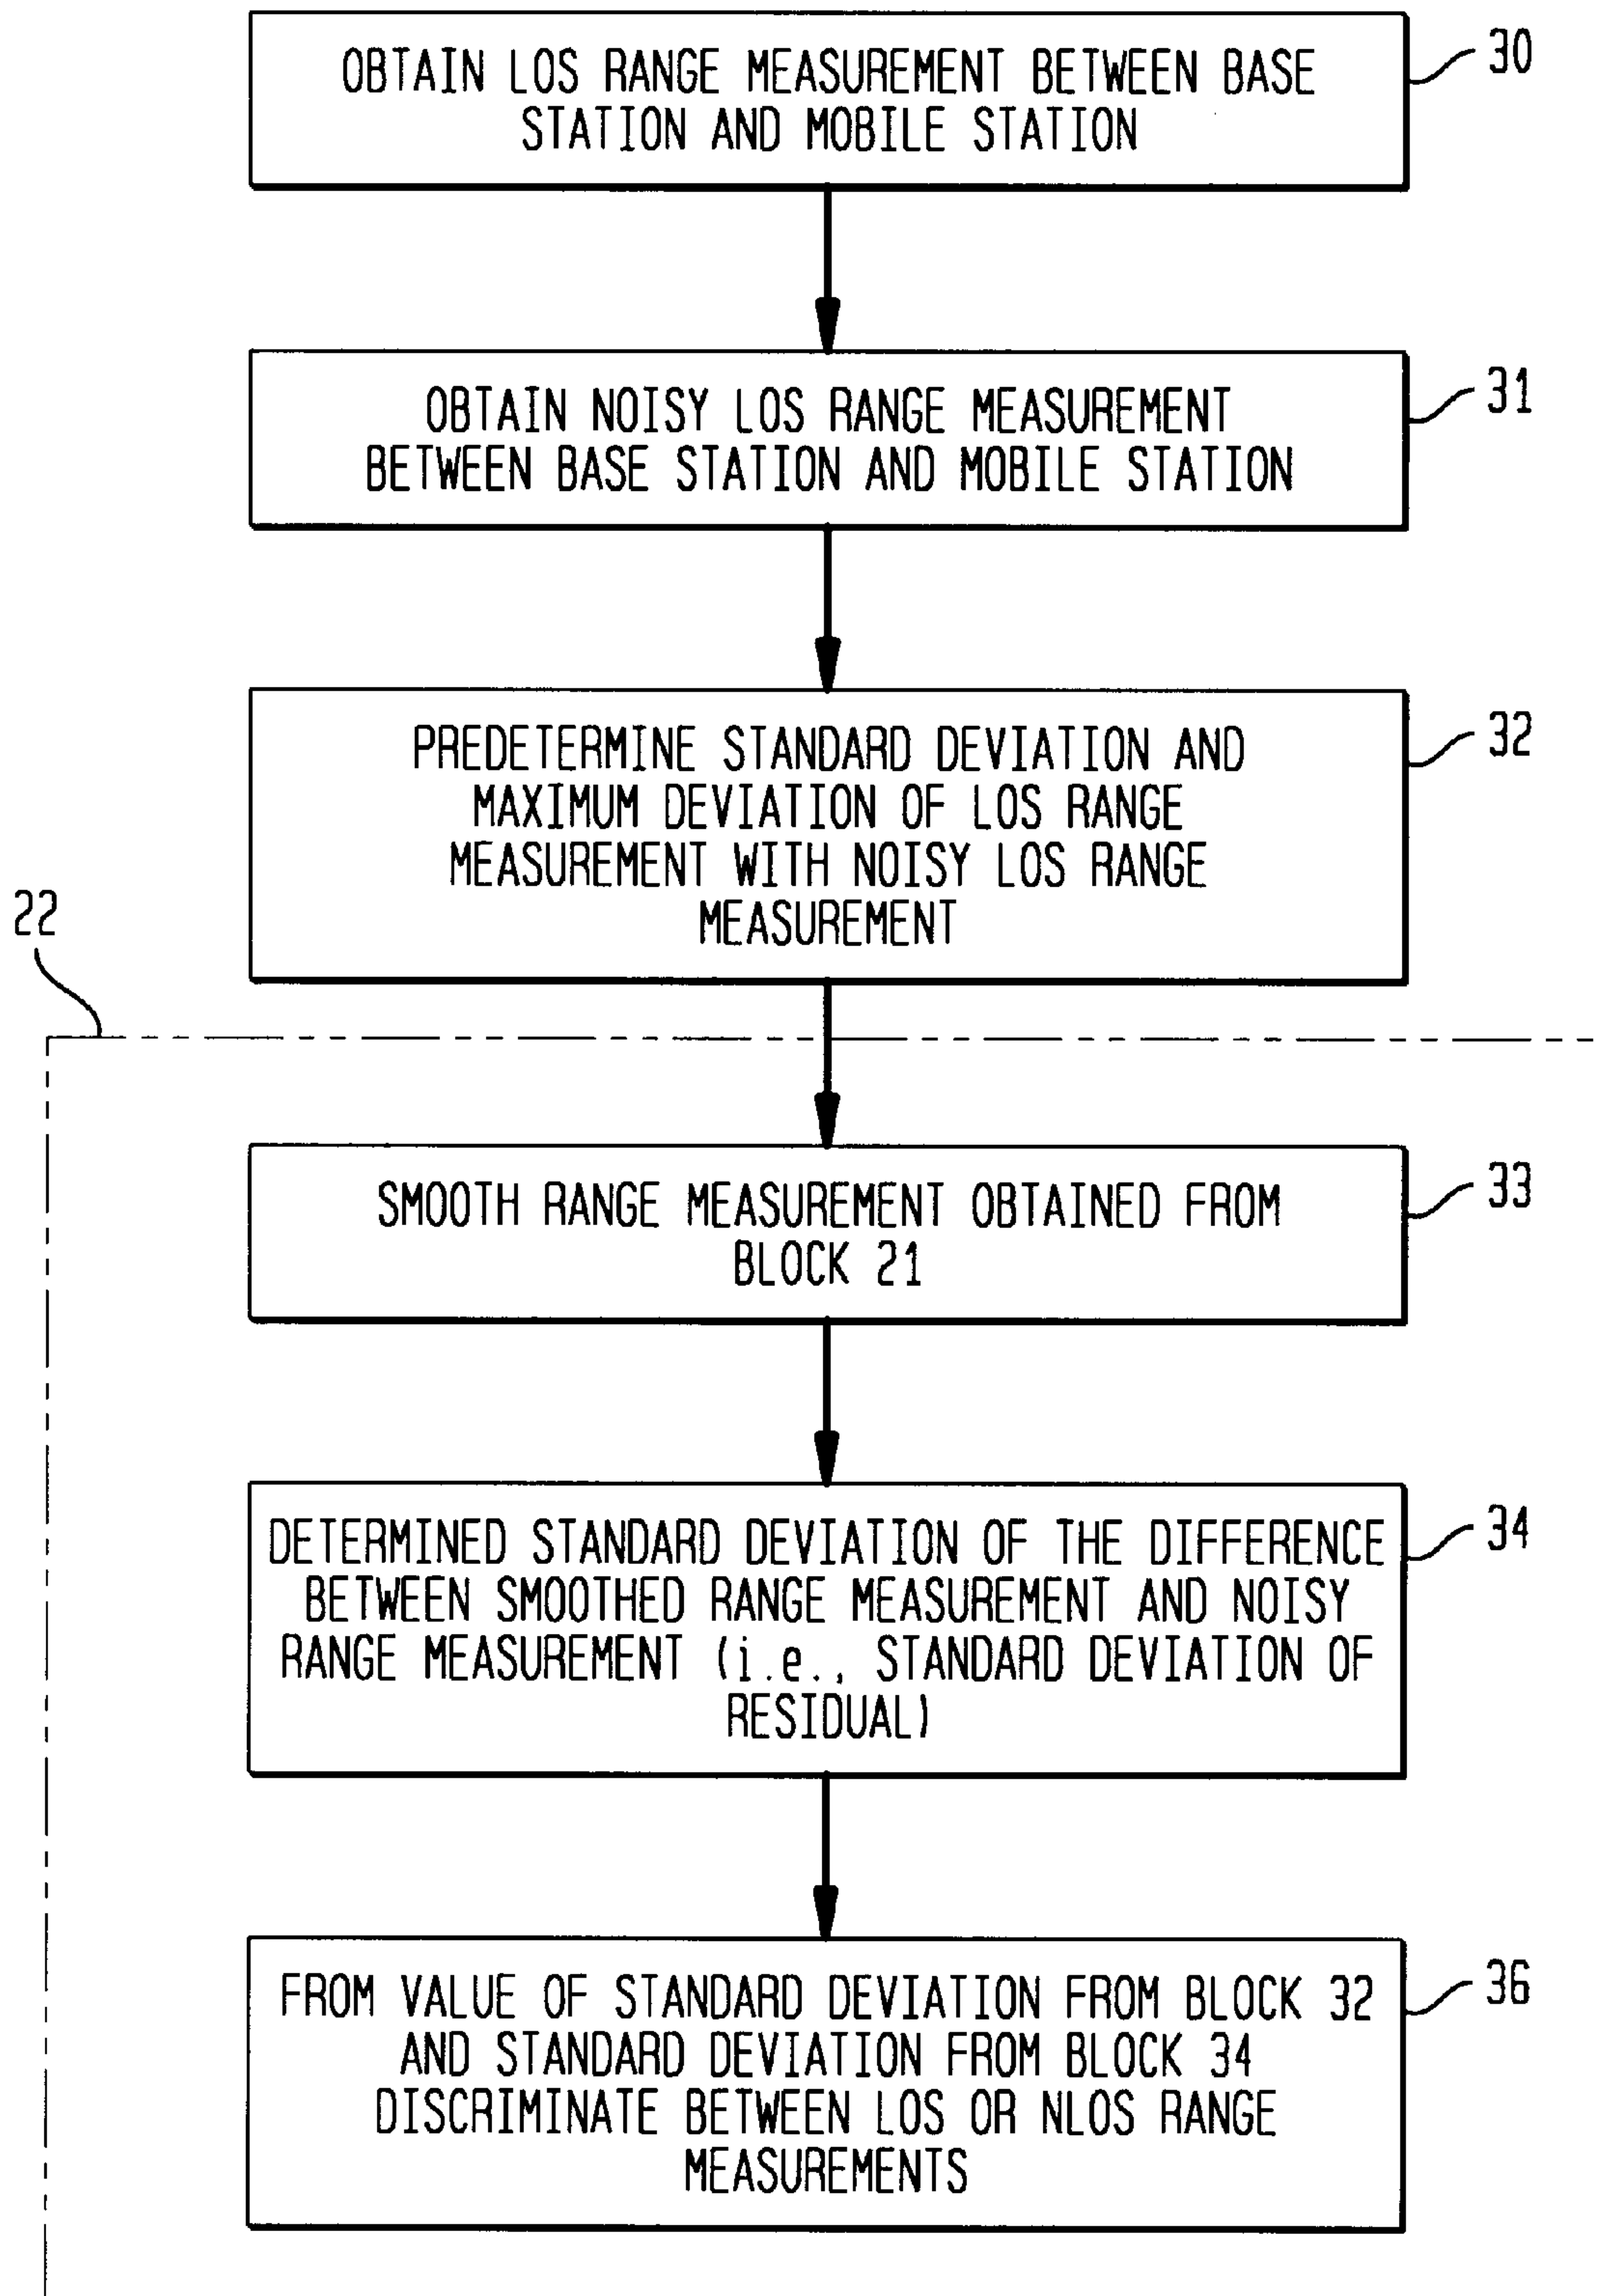 OBTAIN LOS RANGE MEASUREMENT BETWEEN BASE
STATION AND MOBILE STATION
30
OBTAIN NOISY LOS RANGE MEASUREMENT
BETWEEN BASE STATION AND MOBILE STATION
31
PREDETERMINE STANDARD DEVIATION AND
MAXIMUM DEVIATION OF LOS RANGE
MEASUREMENT WITH NOISY LOS RANGE
MEASUREMENT
32
22
SMOOTH RANGE MEASUREMENT OBTAINED FROM
BLOCK 21
33
DETERMINED STANDARD DEVIATION OF THE DIFFERENCE
BETWEEN SMOOTHED RANGE MEASUREMENT AND NOISY
RANGE MEASUREMENT (i.e., STANDARD DEVIATION OF
RESIDUAL)
34
FROM VALUE OF STANDARD DEVIATION FROM BLOCK 32
AND STANDARD DEVIATION FROM BLOCK 34
DISCRIMINATE BETWEEN LOS OR NLOS RANGE
MEASUREMENTS
36